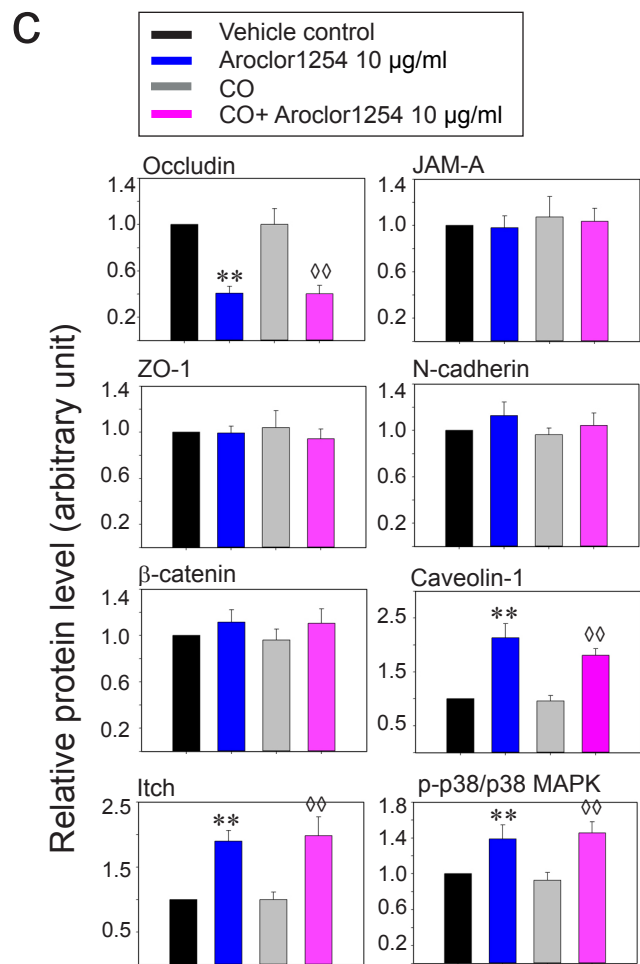 C
Vehicle control
Aroclor1254 10 µg/ml
CO
CO+ Aroclor1254 10 µg/ml
Relative protein level (arbitrary unit)
Occludin
1.4
1.0
0.6
0.2
**
◊◊
JAM-A
1.4
1.0
0.6
0.2
ZO-1
1.4
1.0
0.6
0.2
N-cadherin
1.4
1.0
0.6
0.2
β-catenin
1.4
1.0
0.6
0.2
Caveolin-1
2.5
1.5
0.5
**
◊◊
Itch
2.5
1.5
0.5
**
◊◊
p-p38/p38 MAPK
1.8
1.4
1.0
0.6
0.2
**
◊◊